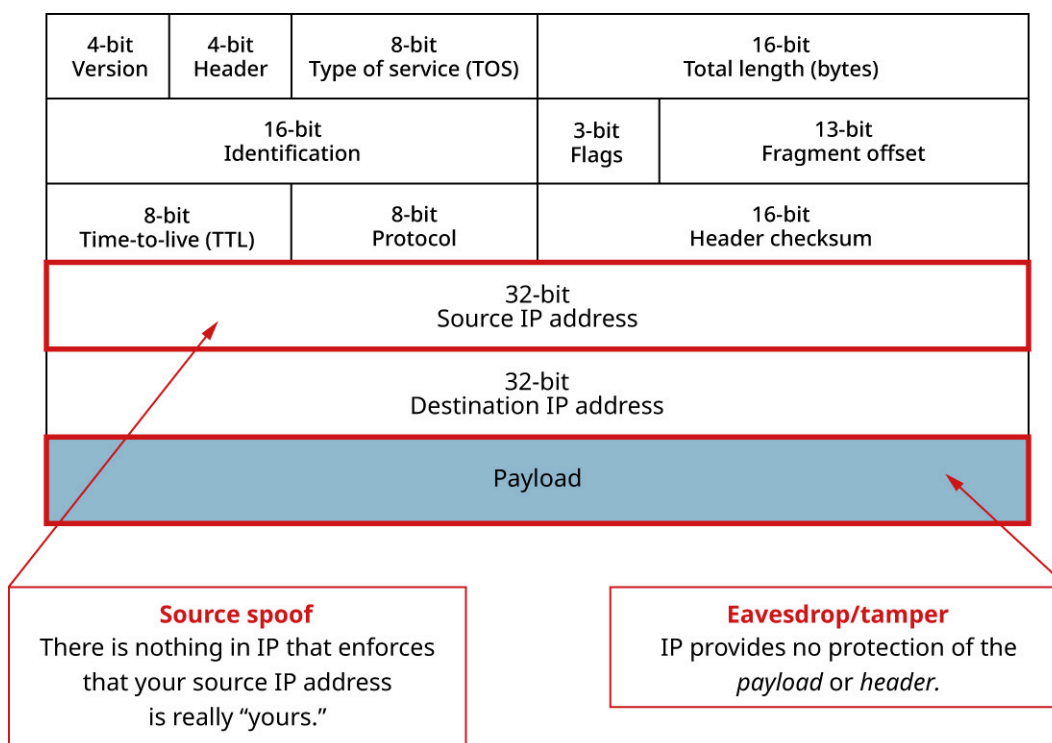 4-bit
Version
4-bit
Header
8-bit
Type of service (TOS)
16-bit
Total length (bytes)
16-bit
Identification
3-bit
Flags
13-bit
Fragment offset
8-bit
Time-to-live (TTL)
8-bit
Protocol
16-bit
Header checksum
32-bit
Source IP address
32-bit
Destination IP address
Payload
Source spoof
There is nothing in IP that enforces
that your source IP address
is really “yours.”
Eavesdrop/tamper
IP provides no protection of the
payload or header.